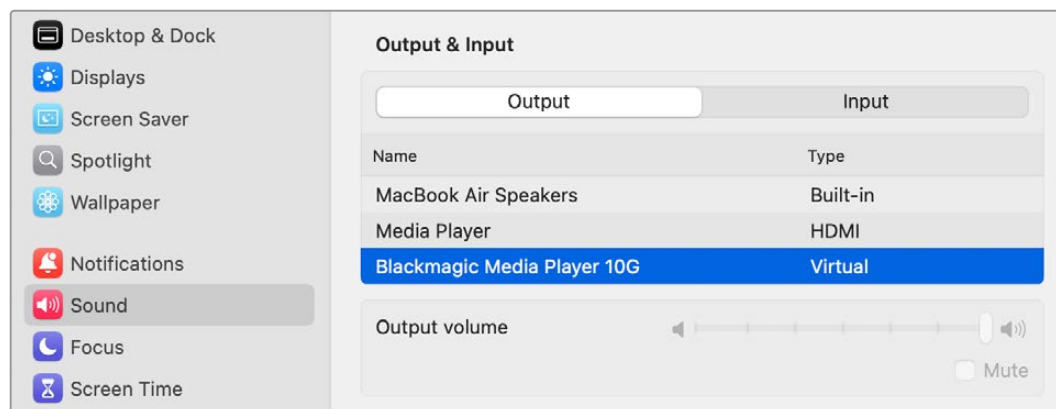 Desktop & Dock
Displays
Screen Saver
Spotlight
Wallpaper
Notifications
Sound
Focus
Screen Time
Output & Input
Output Input
Name Type
MacBook Air Speakers Built-in
Media Player HDMI
Blackmagic Media Player 10G Virtual
Output volume
Mute